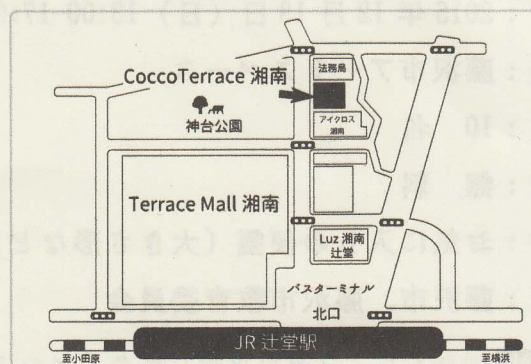 法務局
CoccoTerrace 湘南
アイクロス
湘南
神台公園
Terrace Mall 湘南
Luz 湘南
辻堂
バスターミナル
北口
JR 辻堂駅
至小田原
至横浜